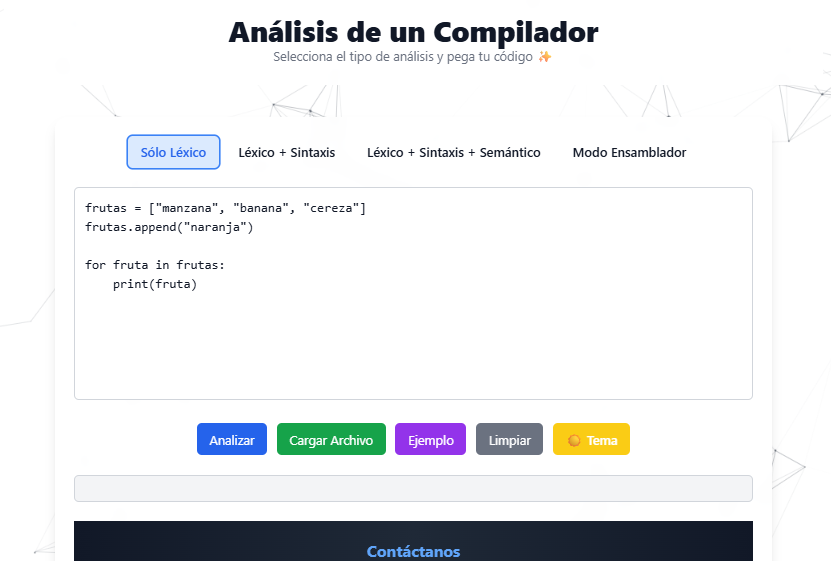 Análisis de un Compilador
Selecciona el tipo de análisis y pega tu código ✨
Sólo Léxico
Léxico + Sintaxis
Léxico + Sintaxis + Semántico
Modo Ensamblador
frutas = ["manzana", "banana", "cereza"]
frutas.append("naranja")
for fruta in frutas:
    print(fruta)
Analizar
Cargar Archivo
Ejemplo
Limpiar
Tema
Contáctanos